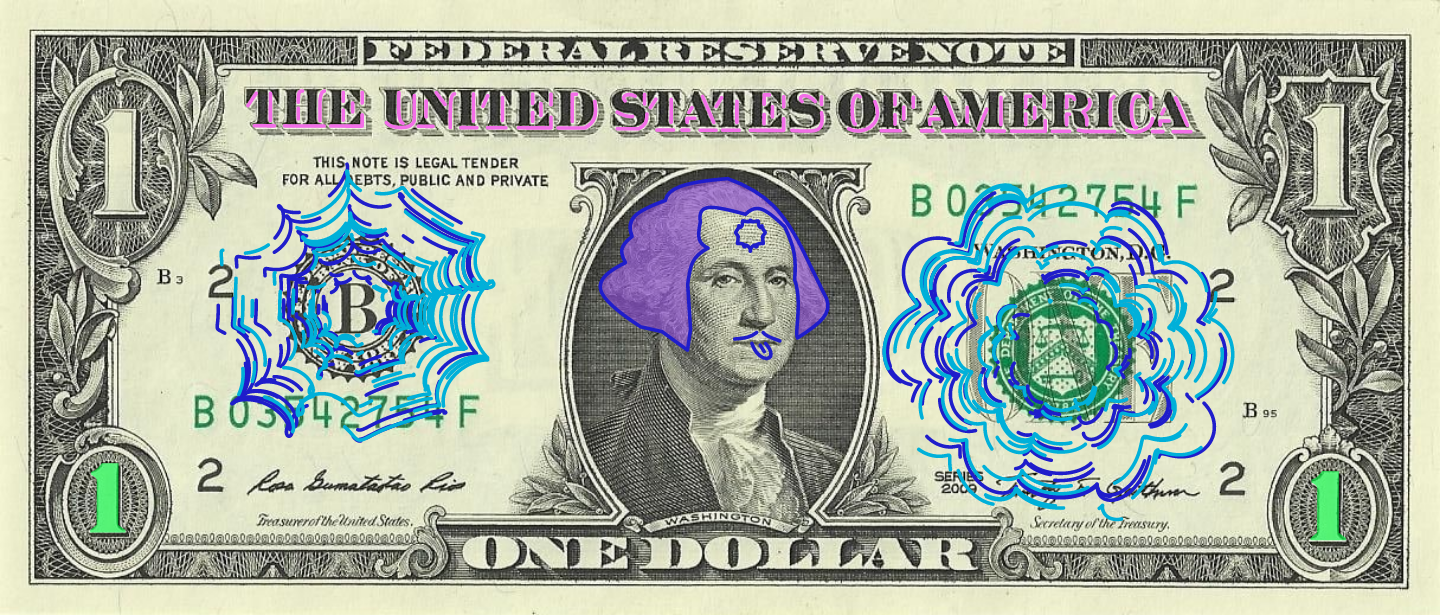 FEDERAL RESERVE NOTE
1
1
THE UNITED STATES OF AMERICA
THIS NOTE IS LEGAL TENDER
FOR ALL DEBTS, PUBLIC AND PRIVATE
B 03542754 F
WASHINGTON, D.C.
B 3
2
2
B
B 03542754 F
B 95
2
SERIES
2009
2
Rosa Gumataotao Rios
Treasurer of the United States.
WASHINGTON
Secretary of the Treasury.
1
1
ONE DOLLAR